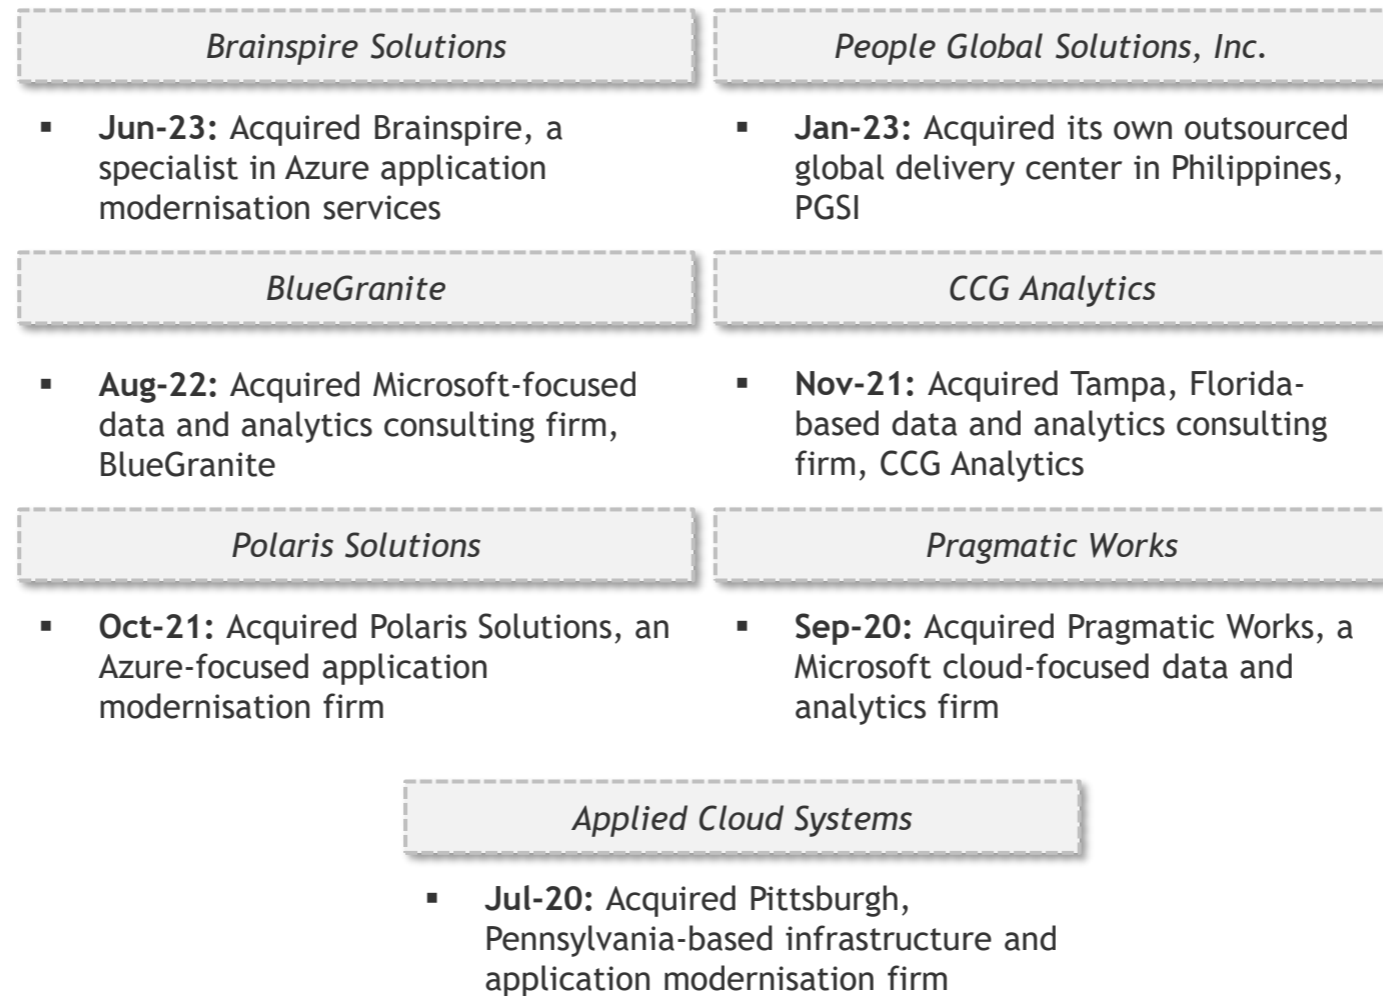 Brainspire Solutions
▪ Jun-23: Acquired Brainspire, a
specialist in Azure application
modernisation services
People Global Solutions, Inc.
▪ Jan-23: Acquired its own outsourced
global delivery center in Philippines,
PGSI
BlueGranite
▪ Aug-22: Acquired Microsoft-focused
data and analytics consulting firm,
BlueGranite
CCG Analytics
▪ Nov-21: Acquired Tampa, Florida-
based data and analytics consulting
firm, CCG Analytics
Polaris Solutions
▪ Oct-21: Acquired Polaris Solutions, an
Azure-focused application
modernisation firm
Pragmatic Works
▪ Sep-20: Acquired Pragmatic Works, a
Microsoft cloud-focused data and
analytics firm
Applied Cloud Systems
▪ Jul-20: Acquired Pittsburgh,
Pennsylvania-based infrastructure and
application modernisation firm